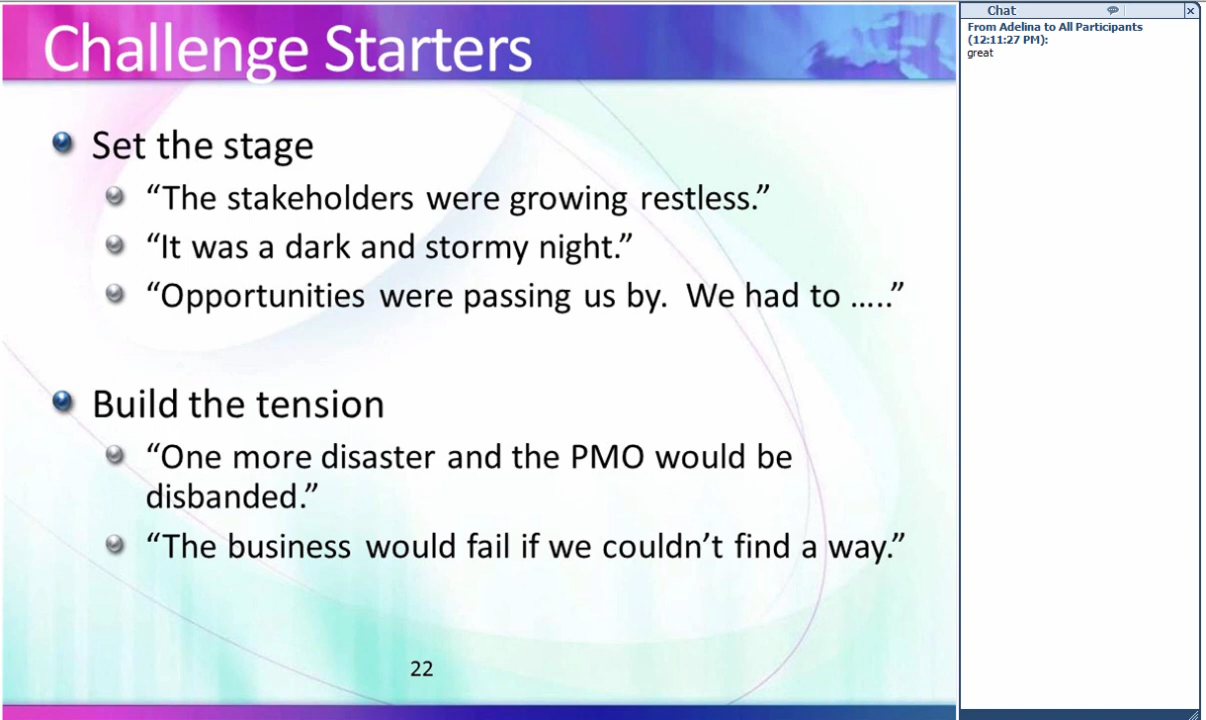 Challenge Starters
Set the stage
“The stakeholders were growing restless.”
“It was a dark and stormy night.”
“Opportunities were passing us by.  We had to …..”
Build the tension
“One more disaster and the PMO would be
disbanded.”
“The business would fail if we couldn’t find a way.”
22
Chat
From Adelina to All Participants
(12:11:27 PM):
great